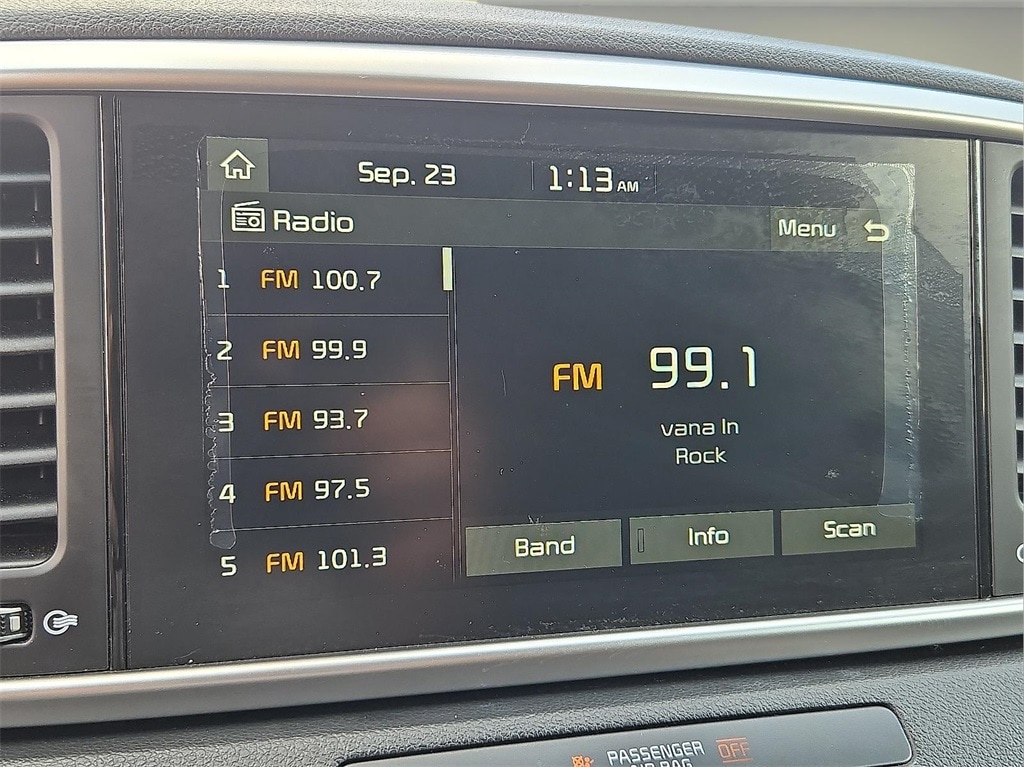 Sep. 23 1:13 AM
Radio Menu
1 FM 100.7
2 FM 99.9
3 FM 93.7
4 FM 97.5
5 FM 101.3
FM 99.1
vana In
Rock
Band Info Scan
PASSENGER OFF
AIR BAG